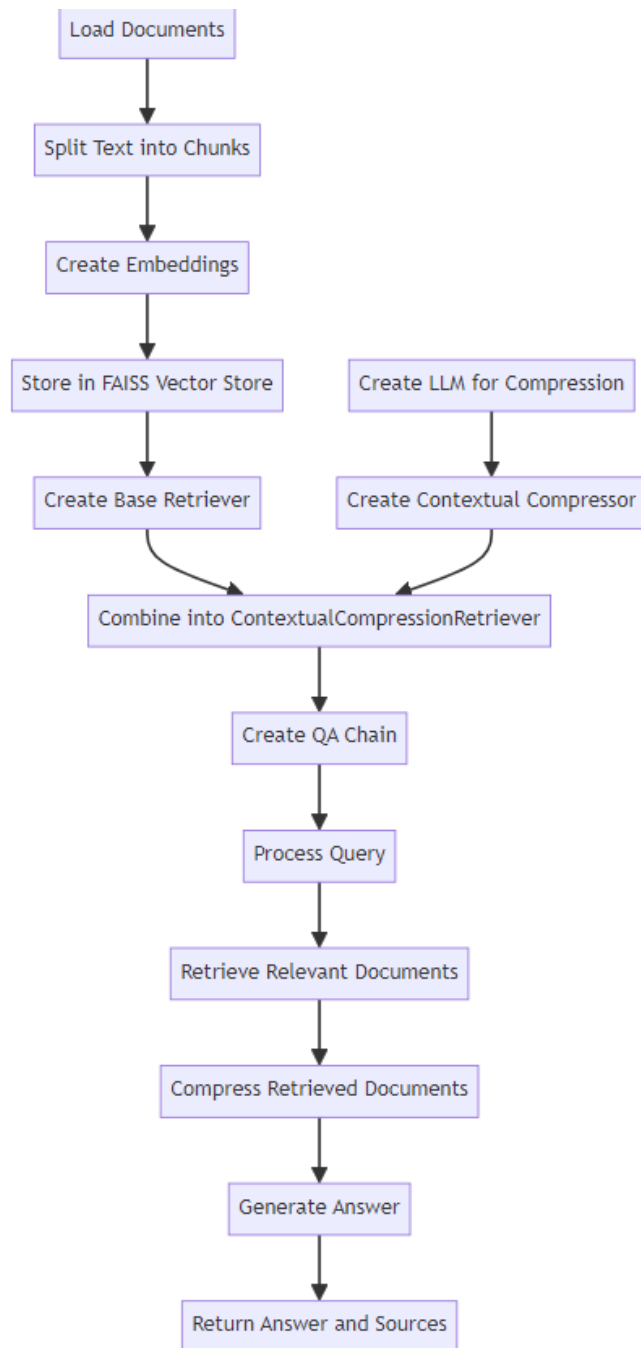 Load Documents
Split Text into Chunks
Create Embeddings
Store in FAISS Vector Store
Create LLM for Compression
Create Base Retriever
Create Contextual Compressor
Combine into ContextualCompressionRetriever
Create QA Chain
Process Query
Retrieve Relevant Documents
Compress Retrieved Documents
Generate Answer
Return Answer and Sources